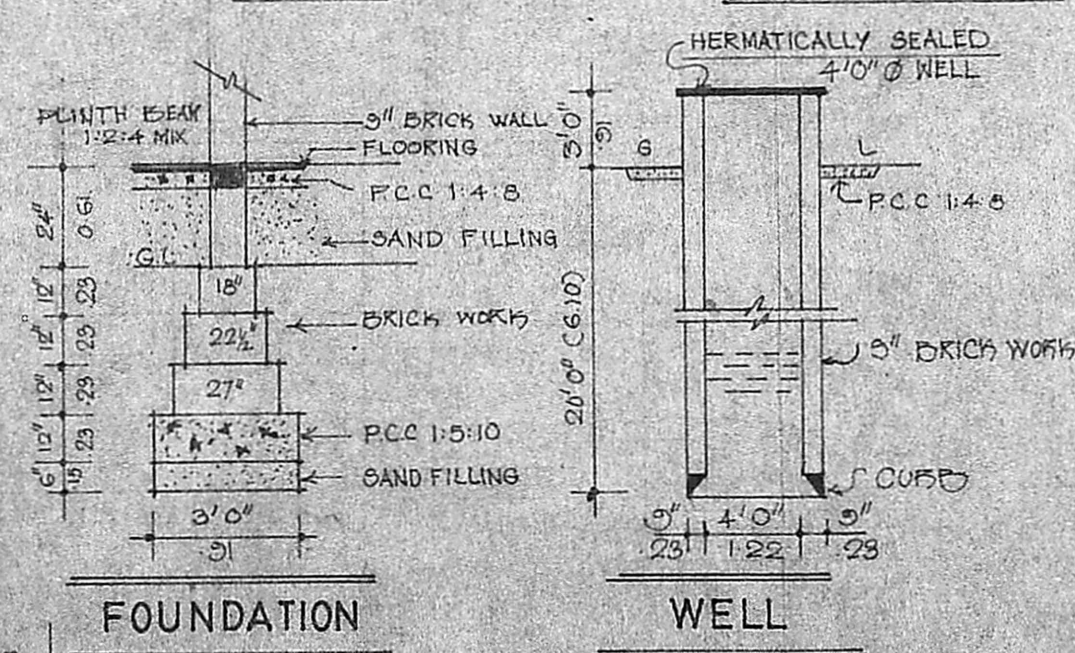 PLINTH BEAM
1:2:4 MIX
9" BRICK WALL
FLOORING
P.C.C 1:4:8
SAND FILLING
24"
0.61
G.L
12"
.23
18"
12"
.23
22½"
BRICK WORK
12"
.23
27"
12"
.23
P.C.C 1:5:10
6"
.15
SAND FILLING
3'0"
.91
FOUNDATION
HERMATICALLY SEALED
4'0" Ø WELL
3'0"
.91
G
L
P.C.C 1:4:8
20'0" (6.10)
9" BRICK WORK
CURB
9"
4'0"
9"
.23
1.22
.23
WELL